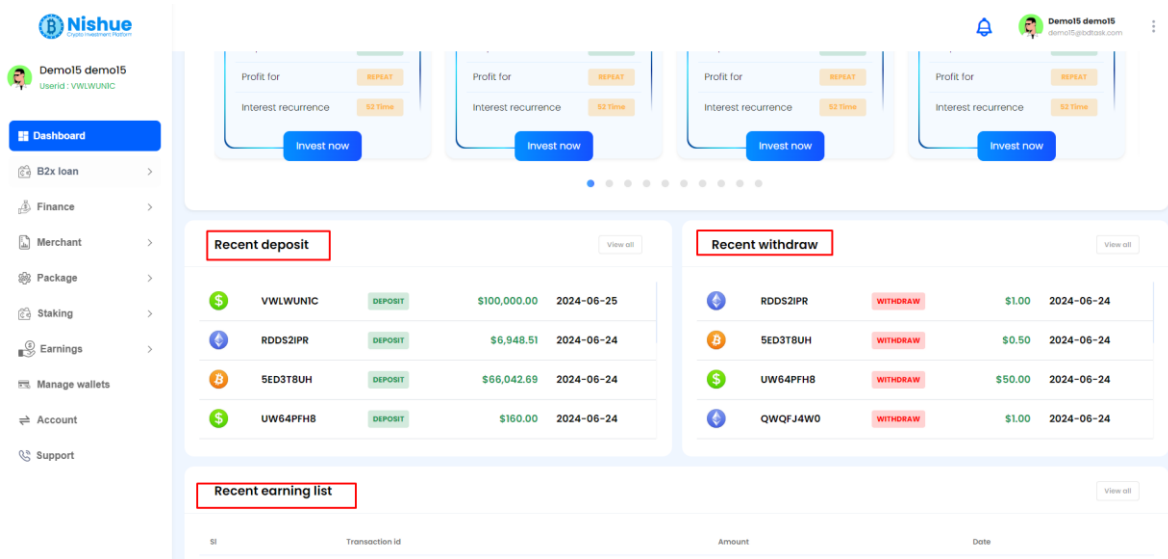 Nishue
Crypto Investment Platform
Demo15 demo15
demo15@bdtask.com
Demo15 demo15
Userid : VWLWUN1C
Dashboard
B2x loan
Finance
Merchant
Package
Staking
Earnings
Manage wallets
Account
Support
Profit for REPEAT Profit for REPEAT Profit for REPEAT Profit for REPEAT
Interest recurrence 52 Time Interest recurrence 52 Time Interest recurrence 52 Time Interest recurrence 52 Time
Invest now Invest now Invest now Invest now
Recent deposit View all
VWLWUN1C DEPOSIT $100,000.00 2024-06-25
RDDS2IPR DEPOSIT $6,948.51 2024-06-24
5ED3T8UH DEPOSIT $66,042.69 2024-06-24
UW64PFH8 DEPOSIT $160.00 2024-06-24
Recent withdraw View all
RDDS2IPR WITHDRAW $1.00 2024-06-24
5ED3T8UH WITHDRAW $0.50 2024-06-24
UW64PFH8 WITHDRAW $50.00 2024-06-24
QWQFJ4W0 WITHDRAW $1.00 2024-06-24
Recent earning list View all
Sl Transaction id Amount Date